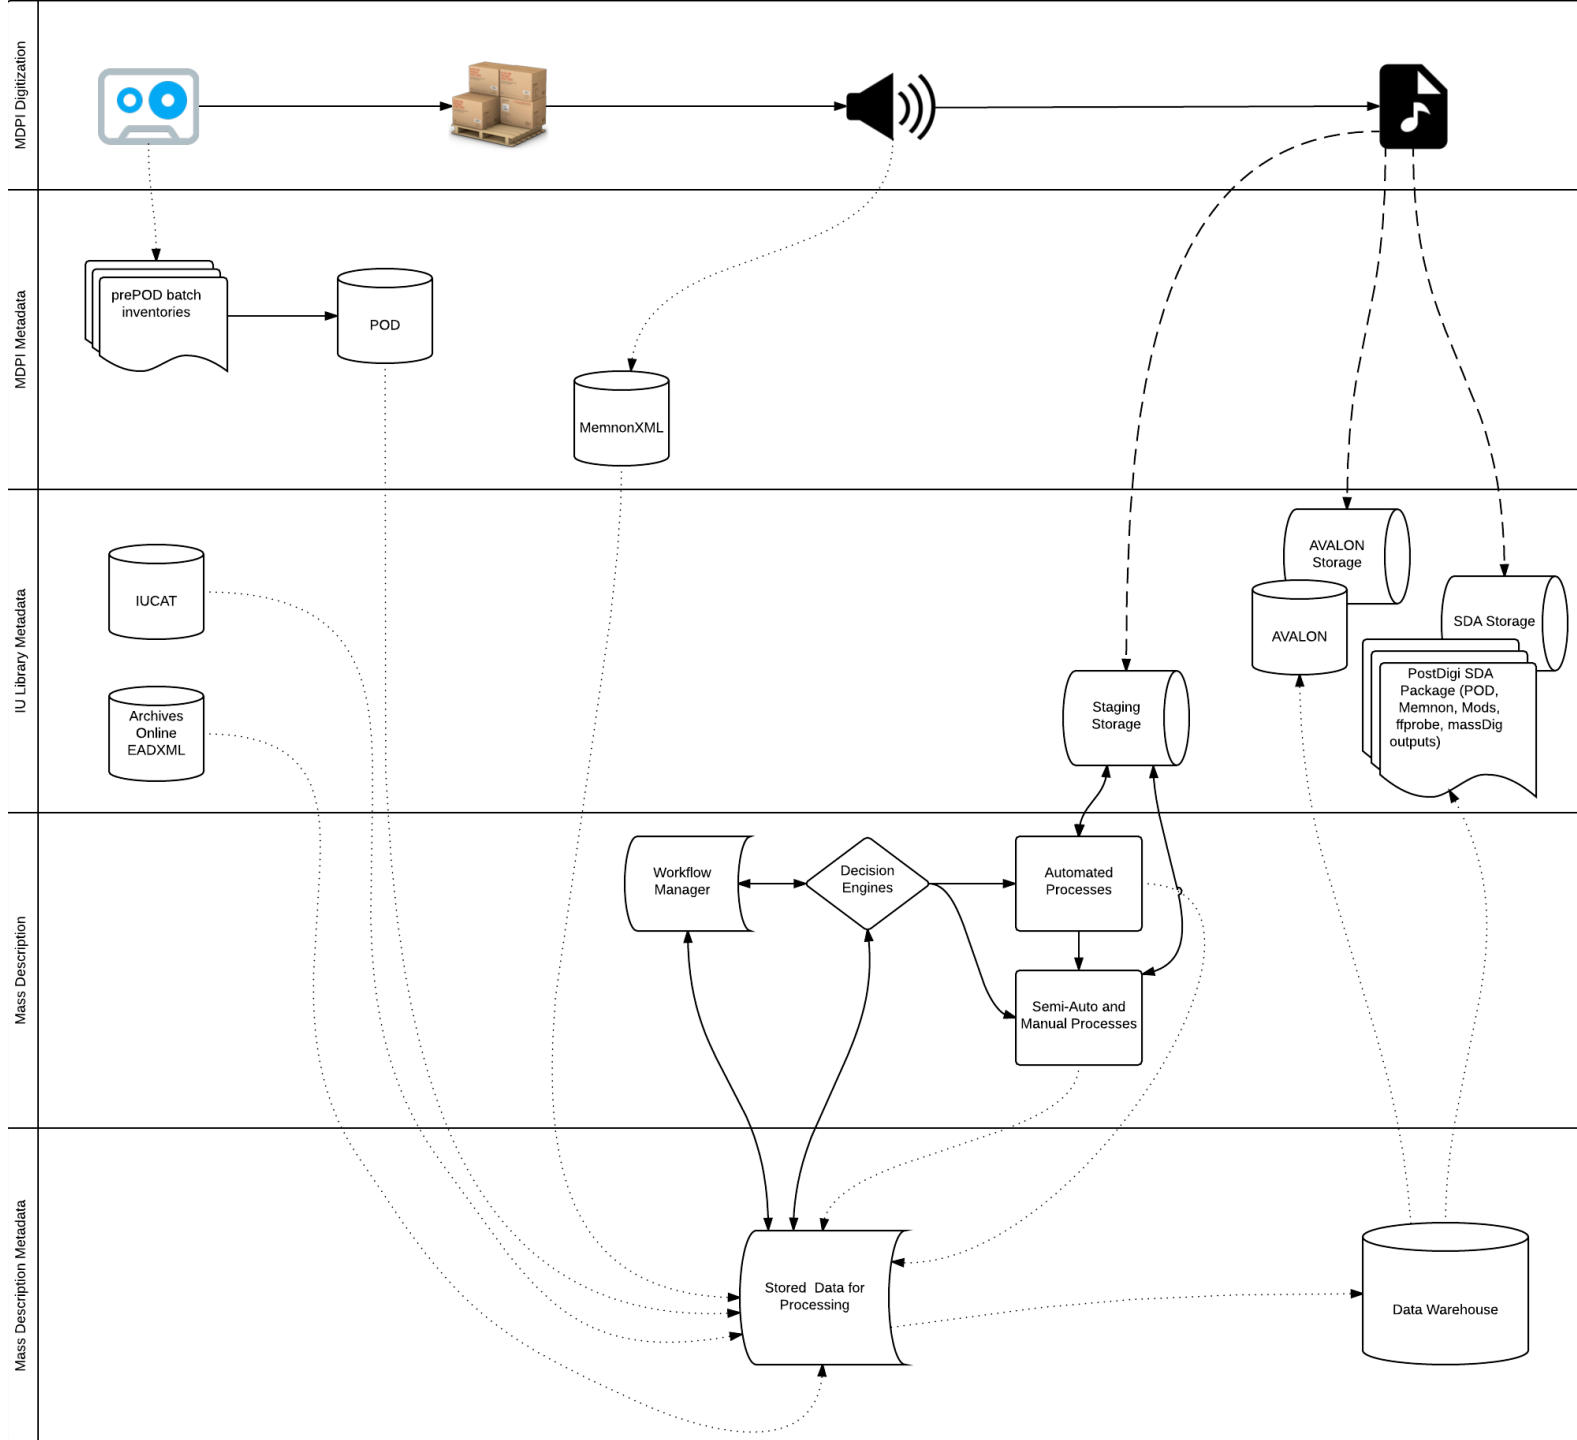 MDPI Digitization
MDPI Metadata
prePOD batch
inventories
POD
MemnonXML
IU Library Metadata
IUCAT
Archives
Online
EADXML
Staging
Storage
AVALON
Storage
AVALON
SDA Storage
PostDigi SDA
Package (POD,
Memnon, Mods,
ffprobe, massDig
outputs)
Mass Description
Workflow
Manager
Decision
Engines
Automated
Processes
Semi-Auto and
Manual Processes
Mass Description Metadata
Stored  Data for
Processing
Data Warehouse